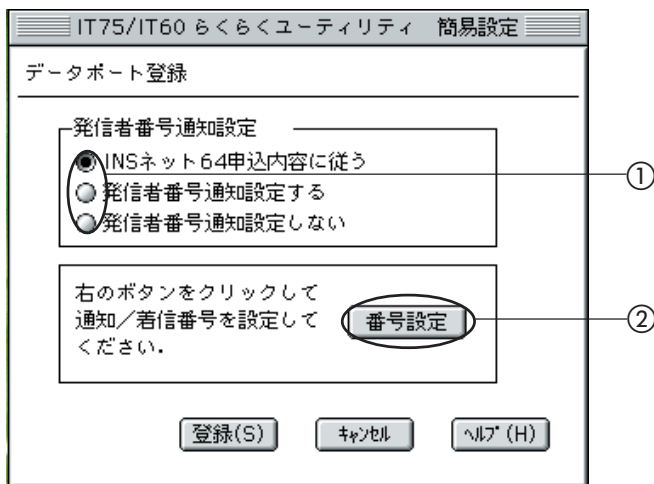 IT75/IT60 らくらくユーティリティ 簡易設定
データポート登録
発信者番号通知設定
INSネット64申込内容に従う
発信者番号通知設定する
発信者番号通知設定しない
①
右のボタンをクリックして
通知／着信番号を設定して
ください.
番号設定
②
登録(S)
ｷｬﾝｾﾙ
ﾍﾙﾌﾟ(H)